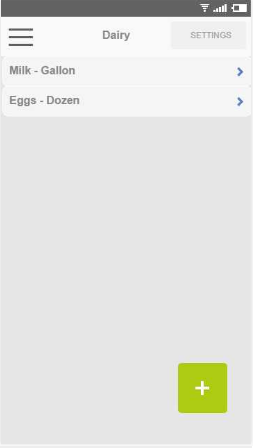 Dairy
SETTINGS
Milk - Gallon
Eggs - Dozen
+